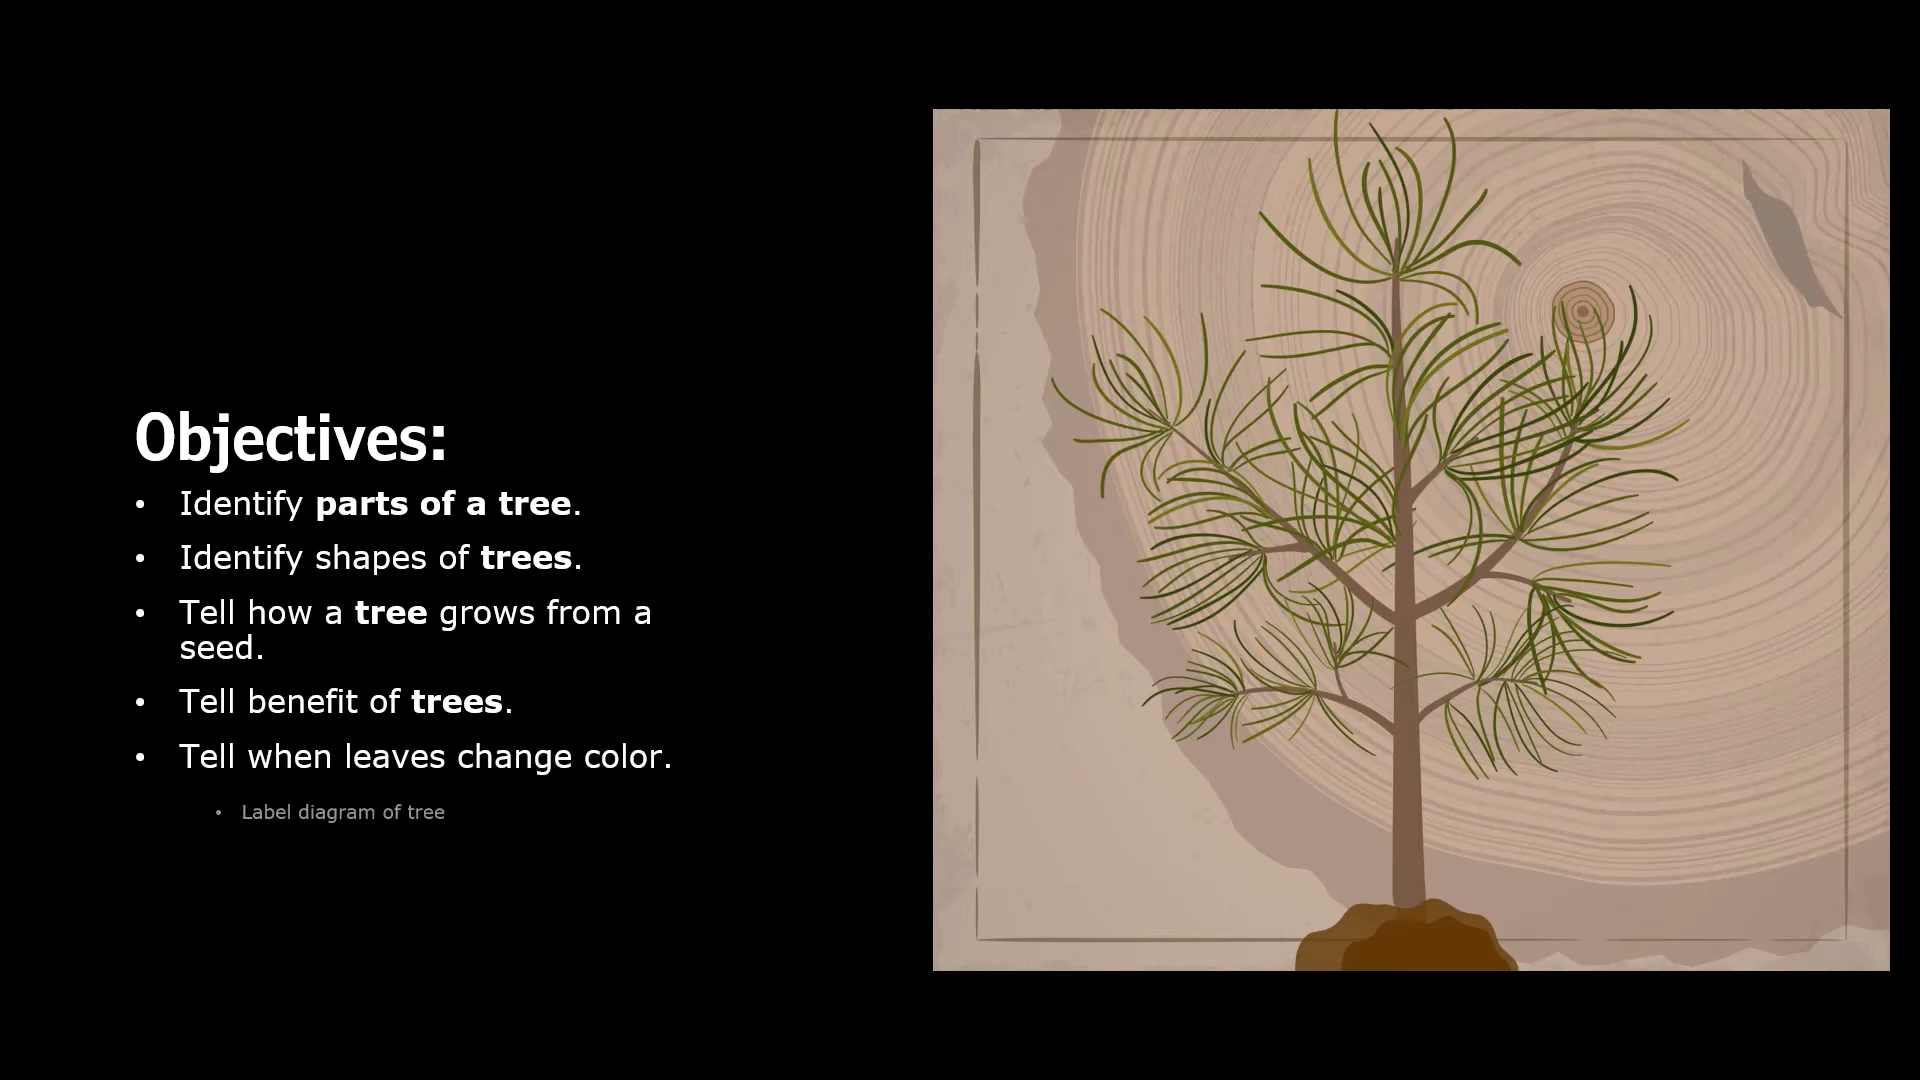 Objectives:
• Identify parts of a tree.
• Identify shapes of trees.
• Tell how a tree grows from a
seed.
• Tell benefit of trees.
• Tell when leaves change color.
• Label diagram of tree